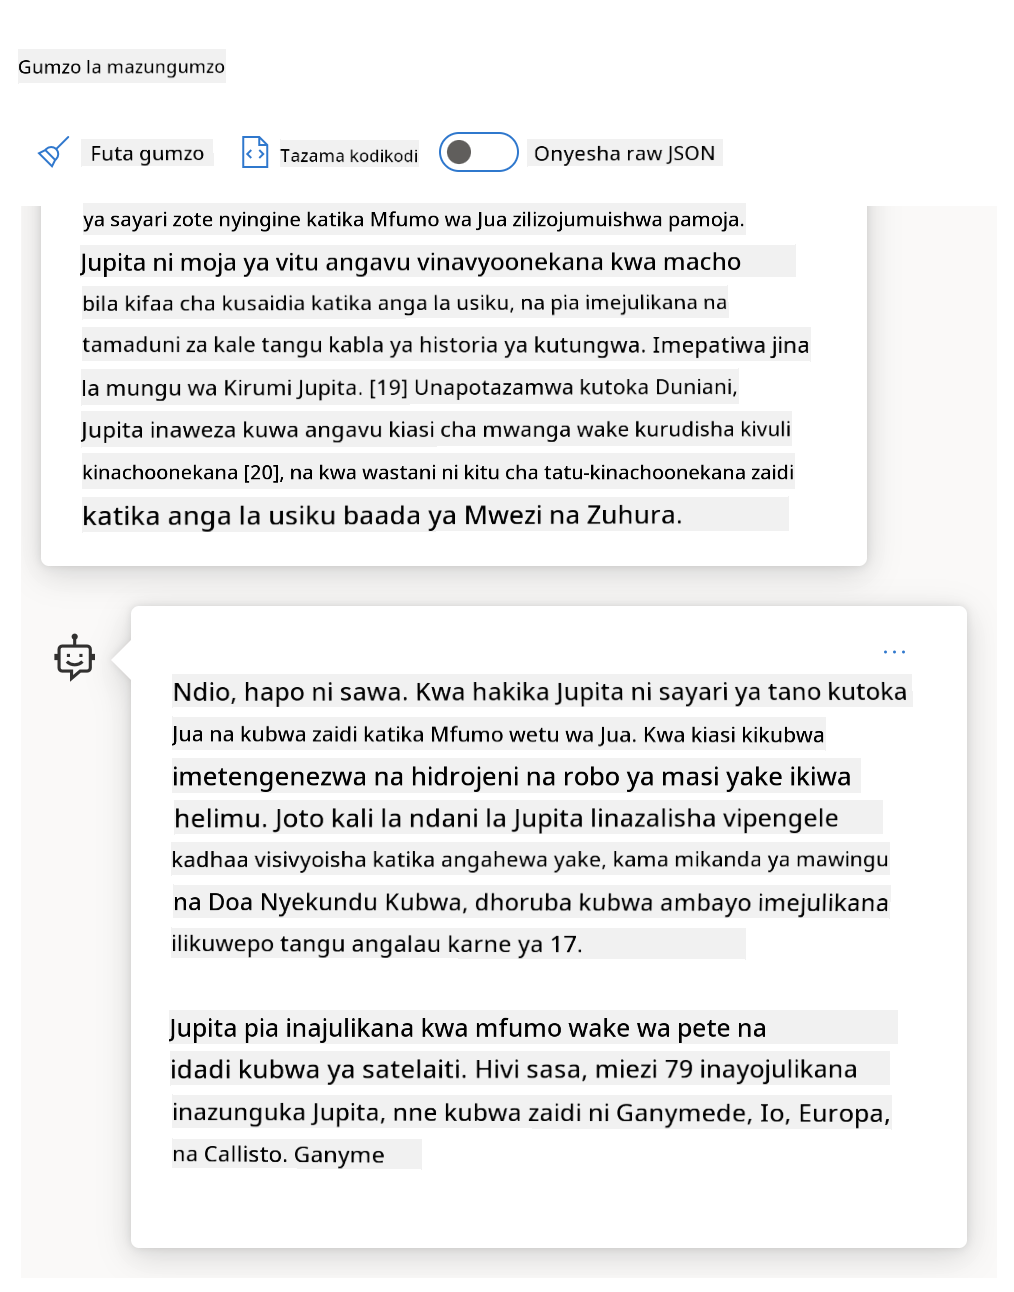 Gumzo la mazungumzo
Futa gumzo
Tazama kodikodi
Onyesha raw JSON
ya sayari zote nyingine katika Mfumo wa Jua zilizojumuishwa pamoja.
Jupita ni moja ya vitu angavu vinavyoonekana kwa macho
bila kifaa cha kusaidia katika anga la usiku, na pia imejulikana na
tamaduni za kale tangu kabla ya historia ya kutungwa. Imepatiwa jina
la mungu wa Kirumi Jupita. [19] Unapotazamwa kutoka Duniani,
Jupita inaweza kuwa angavu kiasi cha mwanga wake kurudisha kivuli
kinachoonekana [20], na kwa wastani ni kitu cha tatu-kinachoonekana zaidi
katika anga la usiku baada ya Mwezi na Zuhura.
Ndio, hapo ni sawa. Kwa hakika Jupita ni sayari ya tano kutoka
Jua na kubwa zaidi katika Mfumo wetu wa Jua. Kwa kiasi kikubwa
imetengenezwa na hidrojeni na robo ya masi yake ikiwa
helimu. Joto kali la ndani la Jupita linazalisha vipengele
kadhaa visivyoisha katika angahewa yake, kama mikanda ya mawingu
na Doa Nyekundu Kubwa, dhoruba kubwa ambayo imejulikana
ilikuwepo tangu angalau karne ya 17.
Jupita pia inajulikana kwa mfumo wake wa pete na
idadi kubwa ya satelaiti. Hivi sasa, miezi 79 inayojulikana
inazunguka Jupita, nne kubwa zaidi ni Ganymede, Io, Europa,
na Callisto. Ganyme